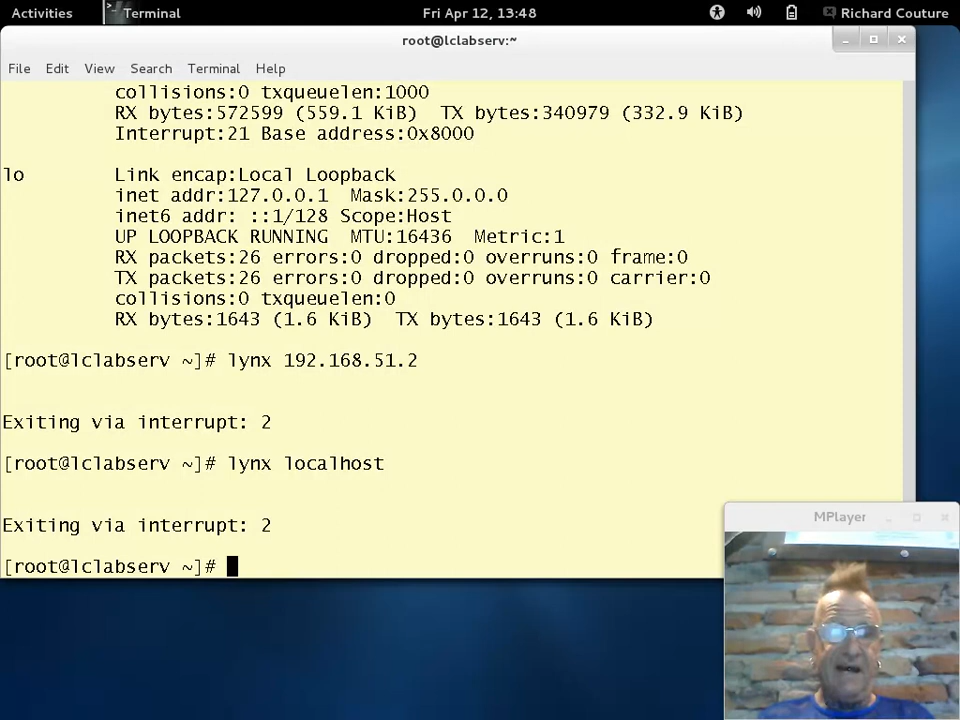 Activities
Terminal
Fri Apr 12, 13:48
Richard Couture
root@lclabserv:~
File Edit View Search Terminal Help
collisions:0 txqueuelen:1000
RX bytes:572599 (559.1 KiB) TX bytes:340979 (332.9 KiB)
Interrupt:21 Base address:0x8000
lo Link encap:Local Loopback
inet addr:127.0.0.1 Mask:255.0.0.0
inet6 addr: ::1/128 Scope:Host
UP LOOPBACK RUNNING MTU:16436 Metric:1
RX packets:26 errors:0 dropped:0 overruns:0 frame:0
TX packets:26 errors:0 dropped:0 overruns:0 carrier:0
collisions:0 txqueuelen:0
RX bytes:1643 (1.6 KiB) TX bytes:1643 (1.6 KiB)
[root@lclabserv ~]# lynx 192.168.51.2
Exiting via interrupt: 2
[root@lclabserv ~]# lynx localhost
Exiting via interrupt: 2
[root@lclabserv ~]#
MPlayer